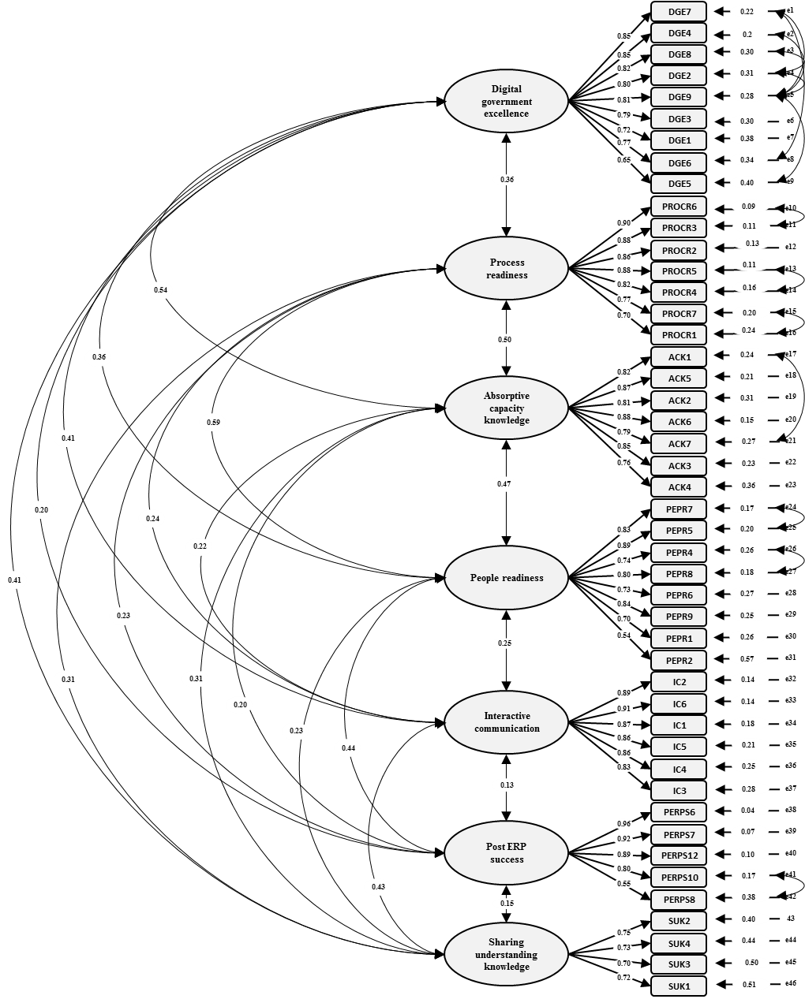 DGE7 0.22 e1
0.85
DGE4 0.2 e2
0.85
DGE8 0.30 e3
0.82
DGE2 0.31 e4
0.80
DGE9 0.28 e5
0.81
DGE3 0.30 e6
0.79
DGE1 0.38 e7
0.72
DGE6 0.34 e8
0.77
DGE5 0.40 e9
0.65
Digital
government
excellence
0.36
PROCR6 0.09 e10
0.90
PROCR3 0.11 e11
0.88
PROCR2 0.13 e12
0.86
PROCR5 0.11 e13
0.88
PROCR4 0.16 e14
0.82
PROCR7 0.20 e15
0.77
PROCR1 0.24 e16
0.70
Process
readiness
0.54
0.50
0.36
ACK1 0.24 e17
0.82
ACK5 0.21 e18
0.87
ACK2 0.31 e19
0.81
ACK6 0.15 e20
0.88
ACK7 0.27 e21
0.79
ACK3 0.23 e22
0.85
ACK4 0.36 e23
0.76
Absorptive
capacity
knowledge
0.59
0.41
0.47
0.20
0.24
0.22
PEPR7 0.17 e24
0.83
PEPR5 0.20 e25
0.89
PEPR4 0.26 e26
0.74
PEPR8 0.18 e27
0.80
PEPR6 0.27 e28
0.73
PEPR9 0.25 e29
0.84
PEPR1 0.26 e30
0.70
PEPR2 0.57 e31
0.54
People readiness
0.41
0.23
0.25
0.31
0.31
0.20
0.23
0.44
IC2 0.14 e32
0.89
IC6 0.14 e33
0.91
IC1 0.18 e34
0.87
IC5 0.21 e35
0.86
IC4 0.25 e36
0.86
IC3 0.28 e37
0.83
Interactive
communication
0.13
PERPS6 0.04 e38
0.96
PERPS7 0.07 e39
0.92
PERPS12 0.10 e40
0.89
PERPS10 0.17 e41
0.80
PERPS8 0.38 e42
0.55
Post ERP
success
0.43
0.15
SUK2 0.40 43
0.75
SUK4 0.44 e44
0.73
SUK3 0.50 e45
0.70
SUK1 0.51 e46
0.72
Sharing
understanding
knowledge